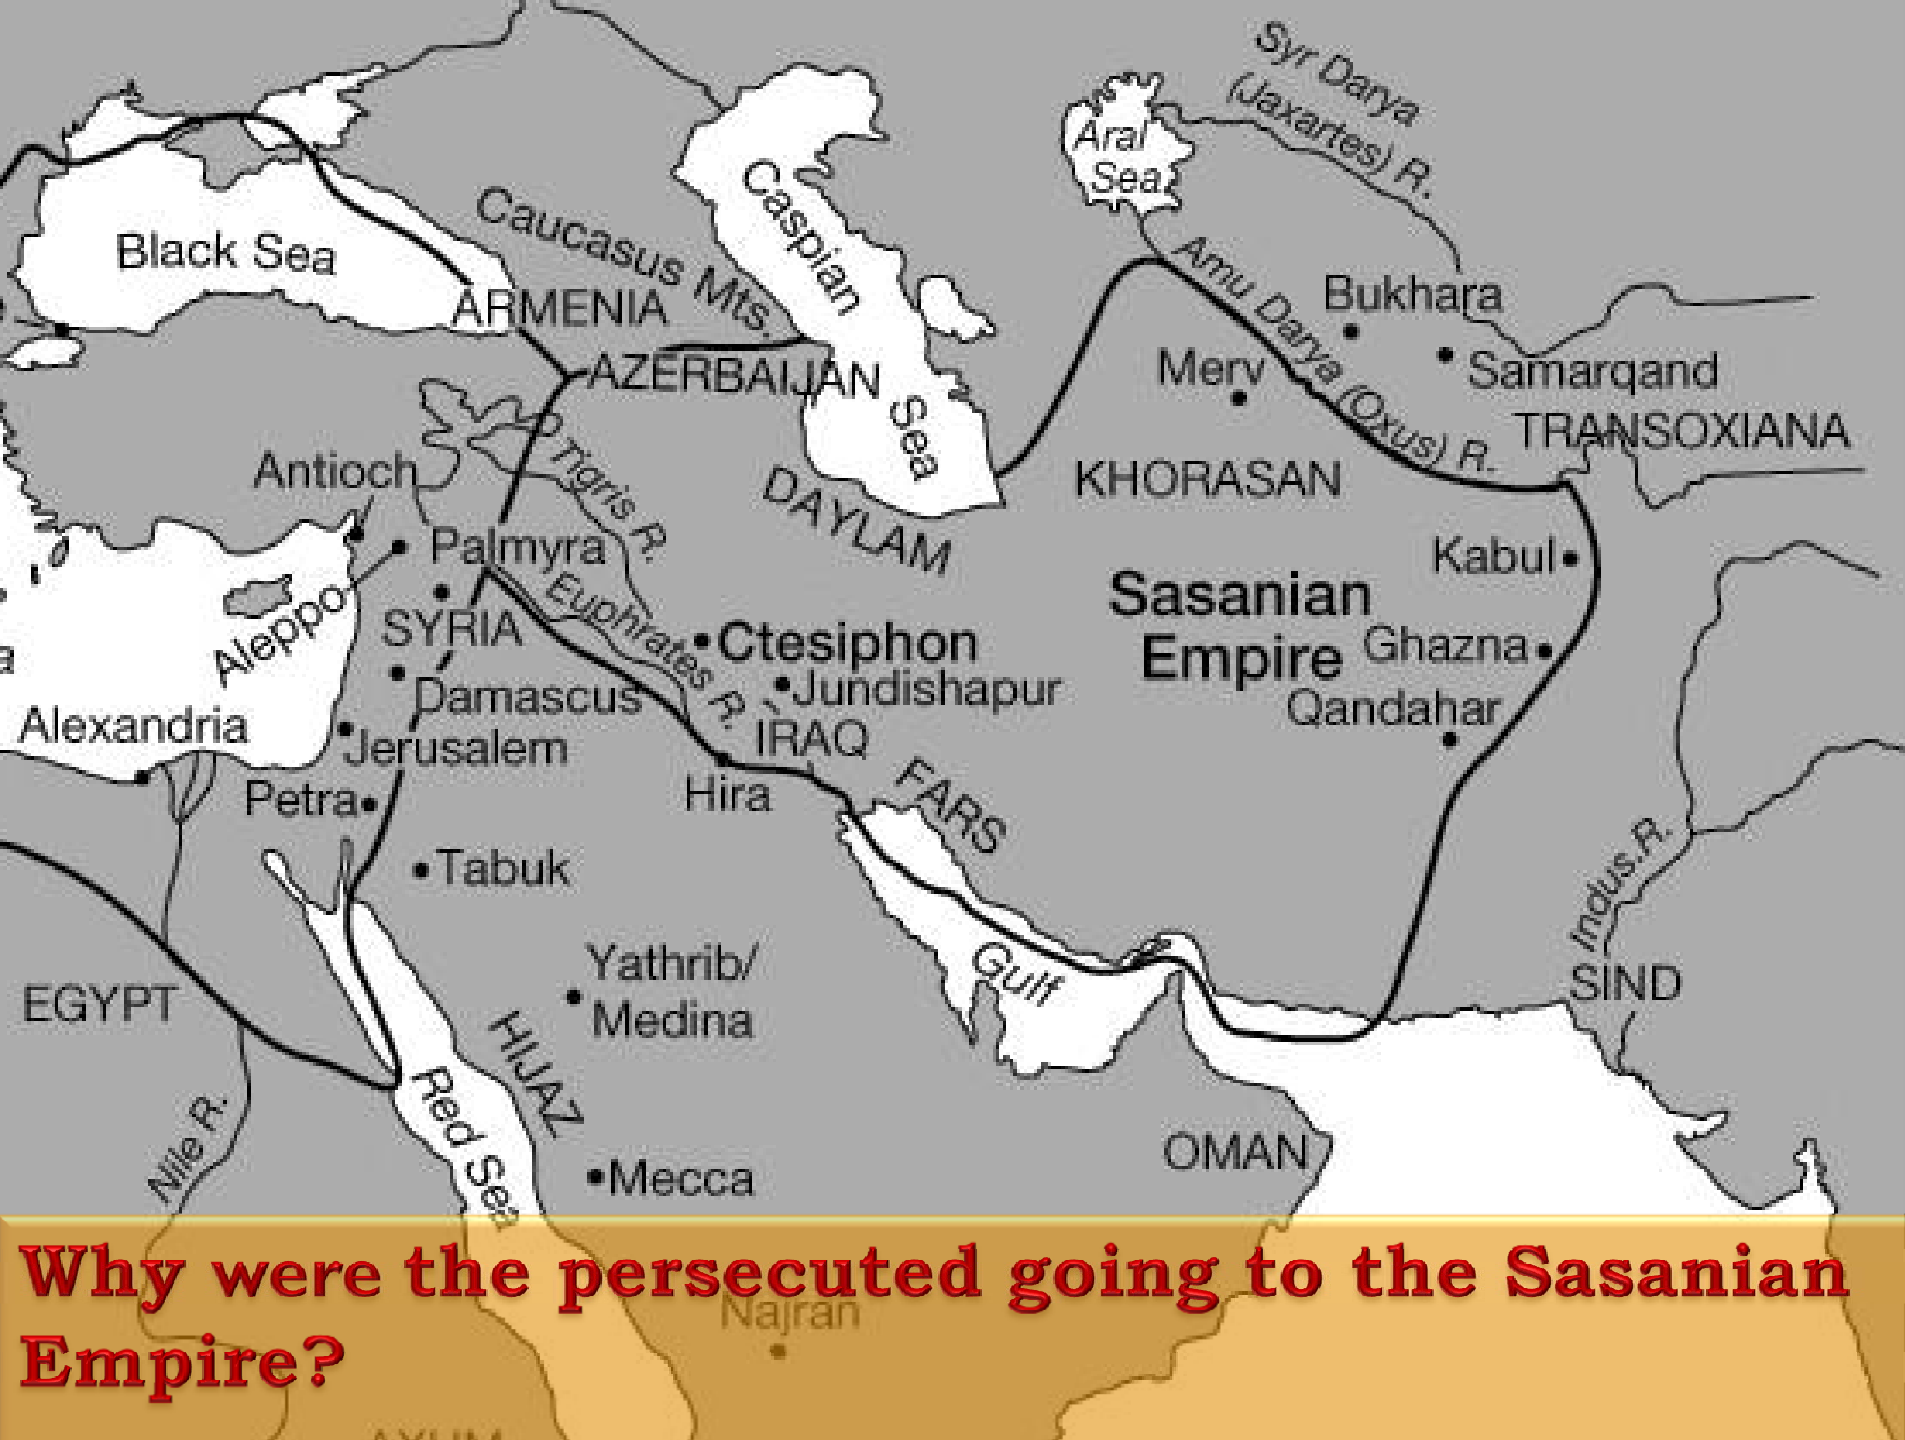 Syr Darya
(Jaxartes) R.
Aral
Sea
Caspian
Sea
Caucasus Mts.
Black Sea
ARMENIA
Amu Darya (Oxus) R.
Bukhara
AZERBAIJAN
Merv
Samarqand
TRANSOXIANA
Antioch
Tigris R.
DAYLAM
KHORASAN
Palmyra
Kabul
Aleppo
Euphrates R.
Sasanian
Empire
SYRIA
Ctesiphon
Ghazna
Damascus
Jundishapur
Qandahar
Alexandria
Jerusalem
IRAQ
Petra
Hira
FARS
Tabuk
Indus R.
Yathrib/
Medina
Gulf
SIND
EGYPT
HIJAZ
Red Sea
Nile R.
OMAN
Mecca
Why were the persecuted going to the Sasanian
Empire?
Najran